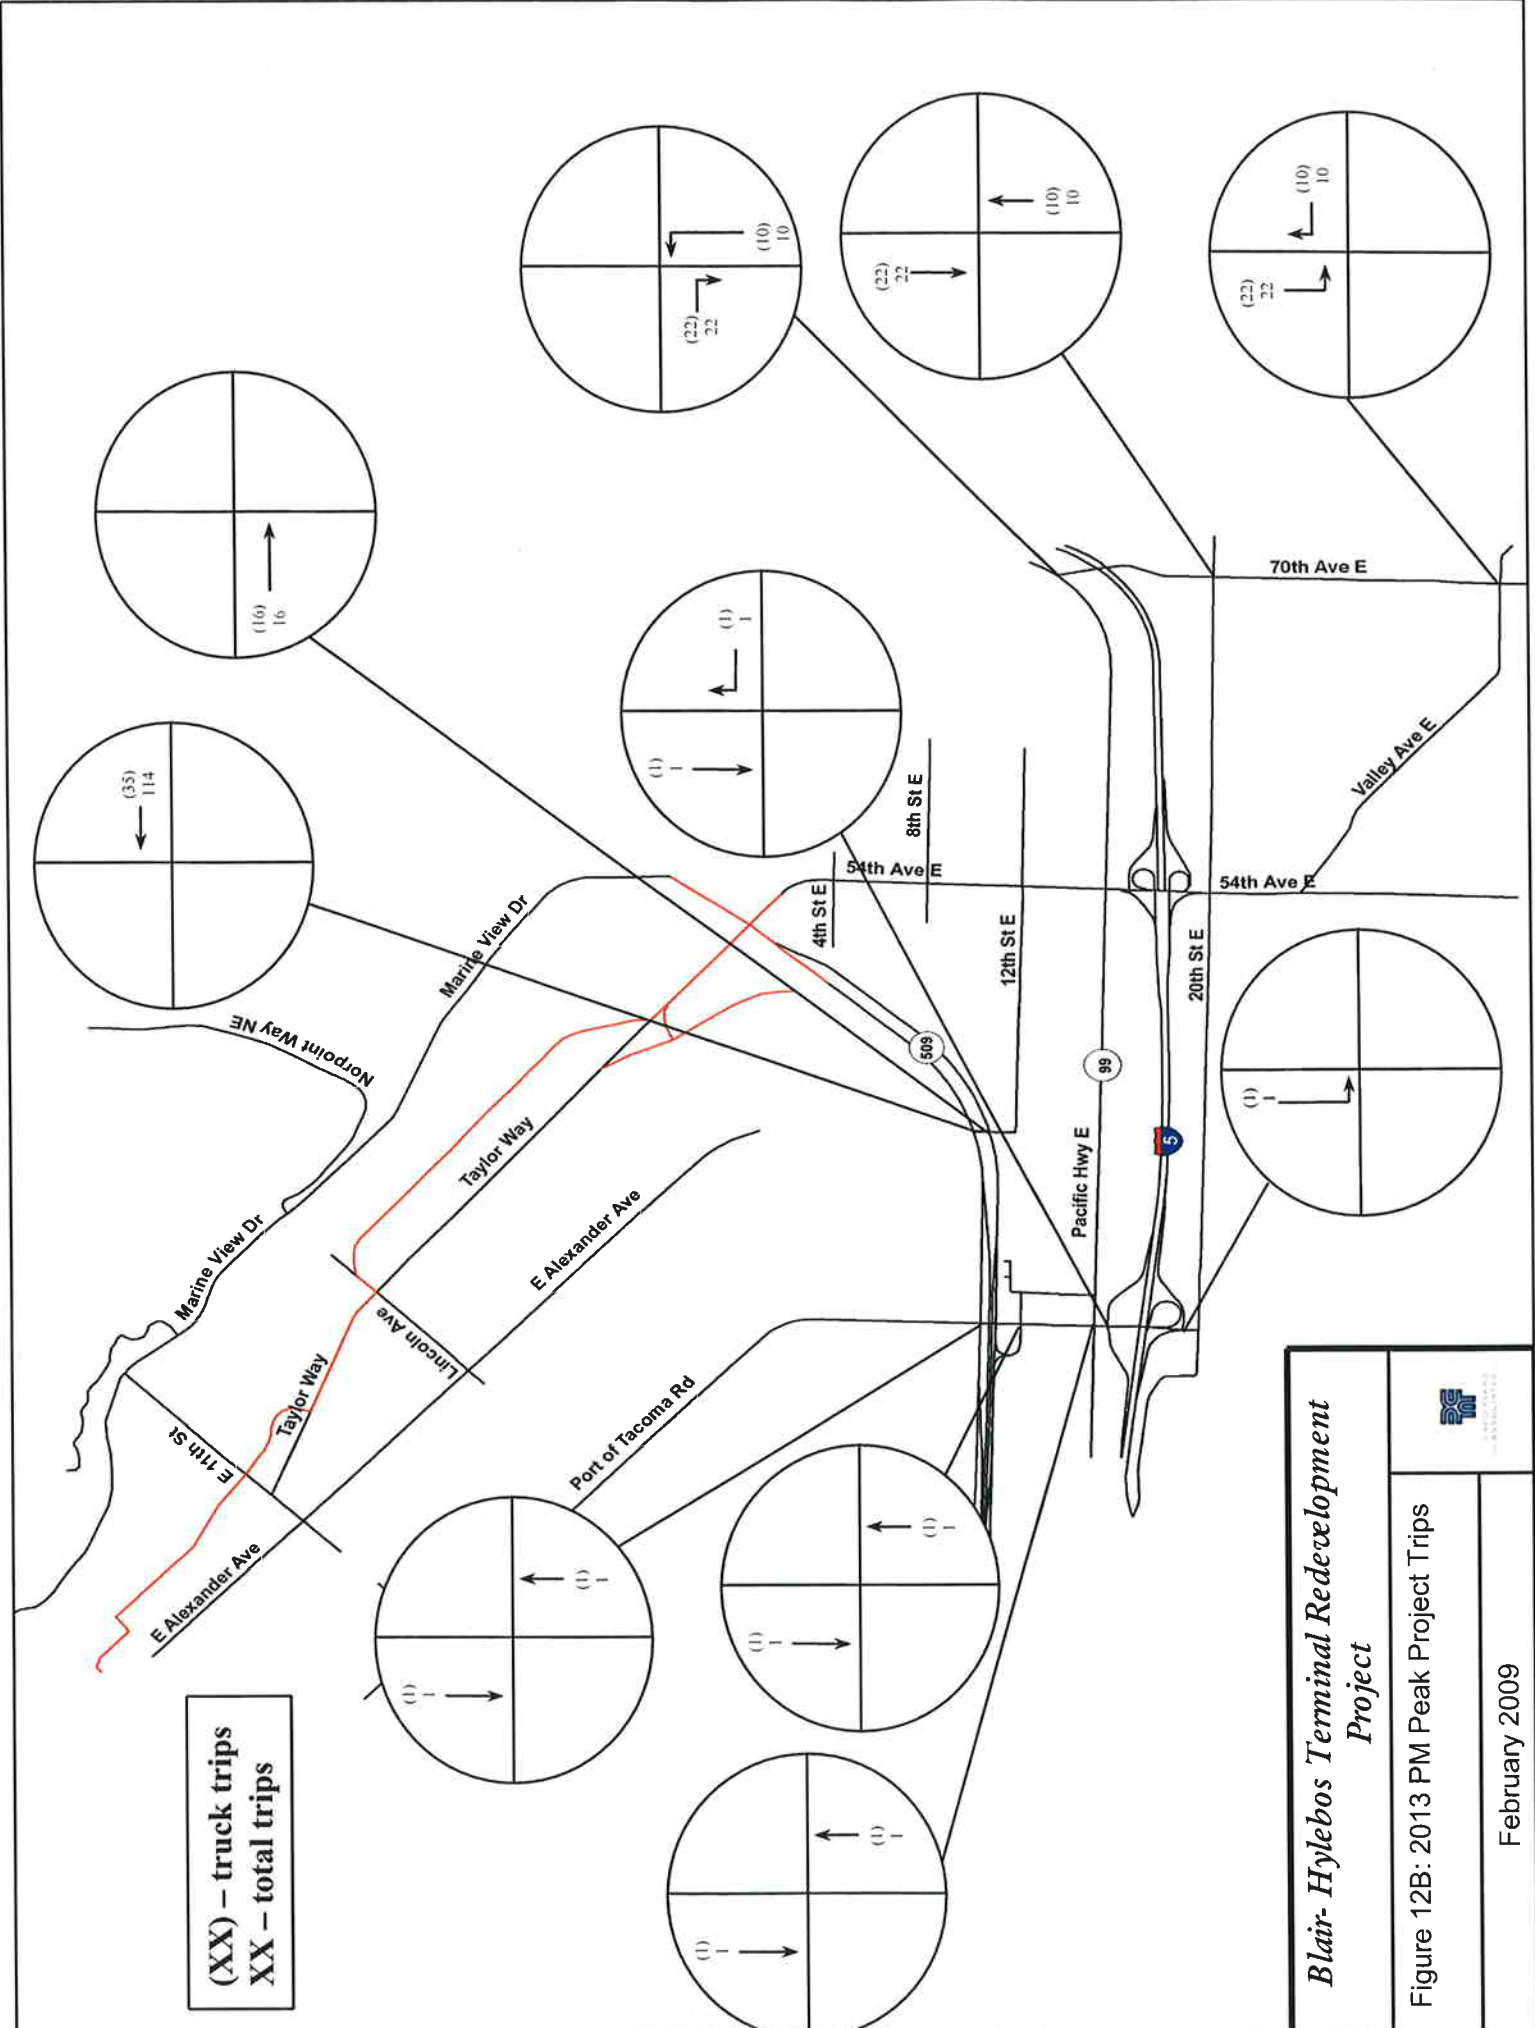 (35)
114
(16)
16
(22)
22
(10)
10
(22)
22
(10)
10
(22)
22
(10)
10
(1)
1
(1)
1
(1)
1
(1)
1
(1)
1
(1)
1
(1)
1
(1)
1
(1)
1
Norpoint Way NE
Marine View Dr
Marine View Dr
Taylor Way
Taylor Way
E Alexander Ave
E Alexander Ave
Lincoln Ave
E 11th St
Port of Tacoma Rd
4th St E
8th St E
12th St E
20th St E
54th Ave E
54th Ave E
70th Ave E
Valley Ave E
Pacific Hwy E
509
99
5
(XX) – truck trips
XX – total trips
Blair- Hylebos Terminal Redevelopment
Project
Figure 12B: 2013 PM Peak Project Trips
February 2009